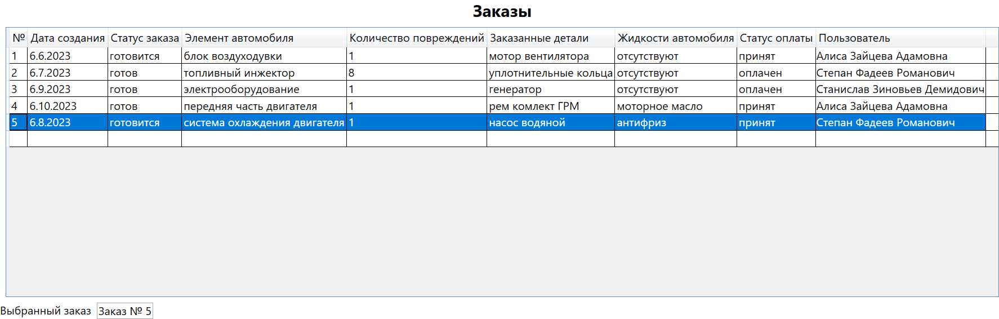 Заказы
№ Дата создания Статус заказа Элемент автомобиля Количество повреждений Заказанные детали Жидкости автомобиля Статус оплаты Пользователь
1 6.6.2023 готовится блок воздуходувки 1 мотор вентилятора отсутствуют принят Алиса Зайцева Адамовна
2 6.7.2023 готов топливный инжектор 8 уплотнительные кольца отсутствуют оплачен Степан Фадеев Романович
3 6.9.2023 готов электрооборудование 1 генератор отсутствуют оплачен Станислав Зиновьев Демидович
4 6.10.2023 готов передняя часть двигателя 1 рем комлект ГРМ моторное масло принят Алиса Зайцева Адамовна
5 6.8.2023 готовится система охлаждения двигателя 1 насос водяной антифриз принят Степан Фадеев Романович
Выбранный заказ Заказ № 5